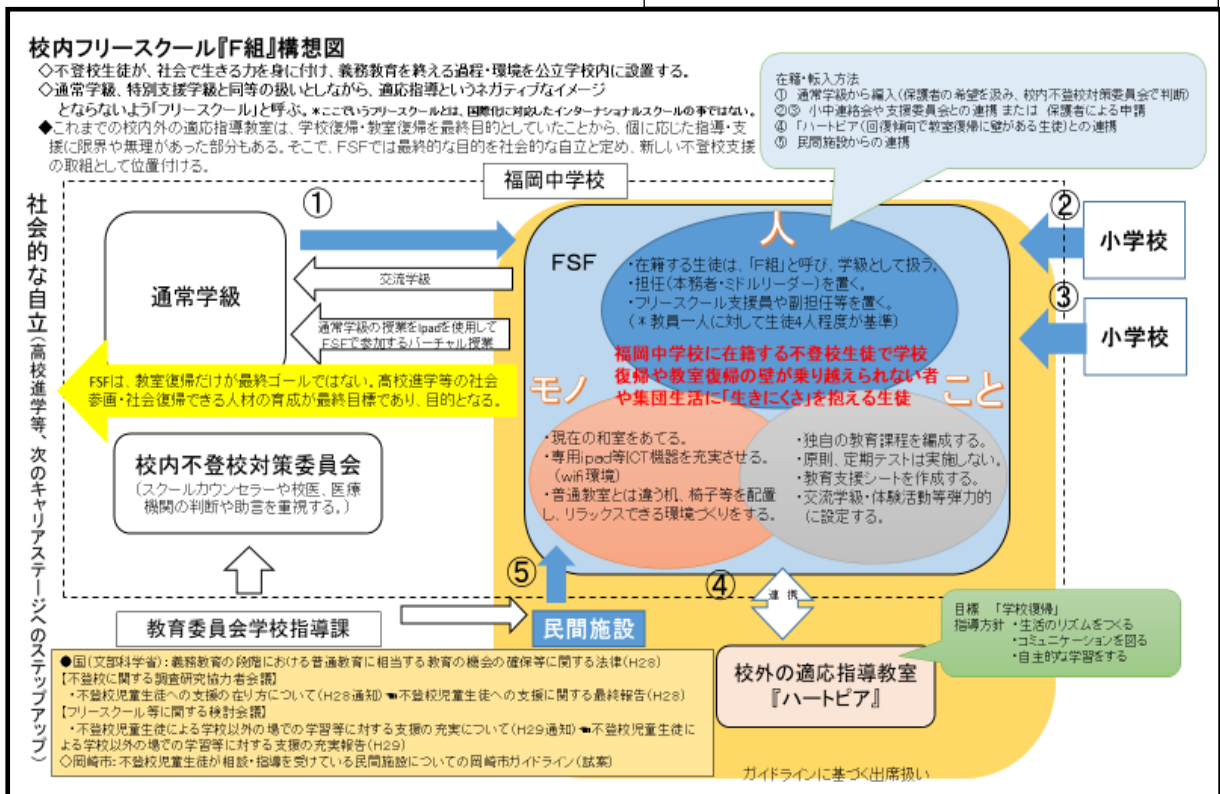 校内フリースクール『F組』構想図
◇不登校生徒が、社会で生きる力を身に付け、義務教育を終える過程・環境を公立学校内に設置する。
◇通常学級、特別支援学級と同等の扱いとしながら、適応指導というネガティブなイメージ
とならないよう「フリースクール」と呼ぶ。*ここでいうフリースクールとは、国際化に対応したインターナショナルスクールの事ではない。
◆これまでの校内外の適応指導教室は、学校復帰・教室復帰を最終目的としていたことから、個に応じた指導・支
援に限界や無理があった部分もある。そこで、FSFでは最終的な目的を社会的な自立と定め、新しい不登校支援
の取組として位置付ける。
在籍・転入方法
① 通常学級から編入(保護者の希望を汲み、校内不登校対策委員会で判断)
②③ 小中連絡会や支援委員会との連携 または 保護者による申請
④ 「ハートピア(回復傾向で教室復帰に壁がある生徒)との連携
⑤ 民間施設からの連携
福岡中学校
社会的な自立(高校進学等、次のキャリアステージへのステップアップ)
①
通常学級
交流学級
通常学級の授業をipadを使用して
FSFで参加するバーチャル授業
FSFは、教室復帰だけが最終ゴールではない。高校進学等の社会
参画・社会復帰できる人材の育成が最終目標であり、目的となる。
校内不登校対策委員会
(スクールカウンセラーや校医、医療
機関の判断や助言を重視する。)
教育委員会学校指導課
FSF
人
・在籍する生徒は、「F組」と呼び、学級として扱う。
・担任(本務者・ミドルリーダー)を置く。
・フリースクール支援員や副担任等を置く。
(*教員一人に対して生徒4人程度が基準)
福岡中学校に在籍する不登校生徒で学校
復帰や教室復帰の壁が乗り越えられない者
や集団生活に「生きにくさ」を抱える生徒
モノ
・現在の和室をあてる。
・専用ipad等ICT機器を充実させる。
(wifi環境)
・普通教室とは違う机、椅子等を配置
し、リラックスできる環境づくりをする。
こと
・独自の教育課程を編成する。
・原則、定期テストは実施しない。
・教育支援シートを作成する。
・交流学級・体験活動等弾力的
に設定する。
②
小学校
③
小学校
⑤
民間施設
④
連携
校外の適応指導教室
『ハートピア』
目標 「学校復帰」
指導方針 ・生活のリズムをつくる
・コミュニケーションを図る
・自主的な学習をする
●国(文部科学省):義務教育の段階における普通教育に相当する教育の機会の確保等に関する法律(H28)
【不登校に関する調査研究協力者会議】
・不登校児童生徒への支援の在り方について(H28通知)☚不登校児童生徒への支援に関する最終報告(H28)
【フリースクール等に関する検討会議】
・不登校児童生徒による学校以外の場での学習等に対する支援の充実について(H29通知)☚不登校児童生徒に
よる学校以外の場での学習等に対する支援の充実報告(H29)
◇岡崎市:不登校児童生徒が相談・指導を受けている民間施設についての岡崎市ガイドライン(試案)
ガイドラインに基づく出席扱い